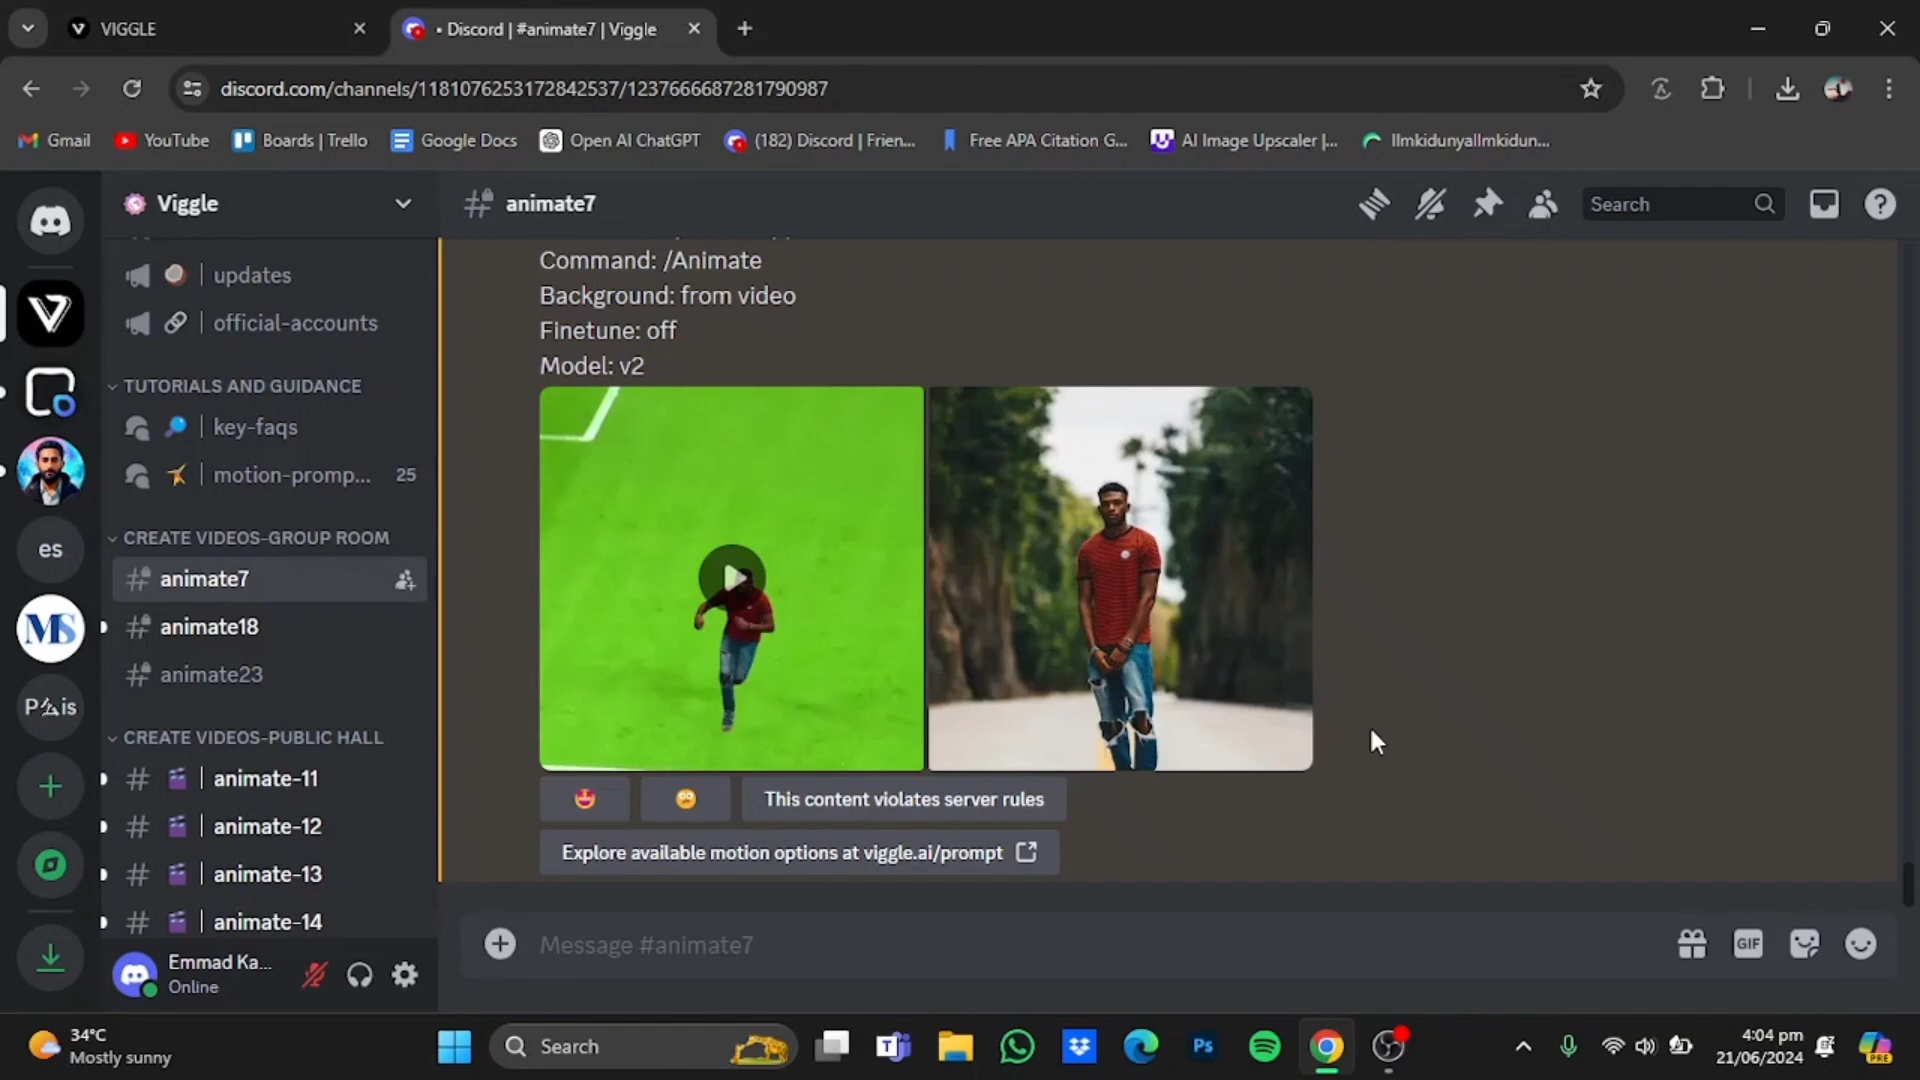 VIGGLE
• Discord | #animate7 | Viggle
discord.com/channels/1181076253172842537/1237666687281790987
Gmail
YouTube
Boards | Trello
Google Docs
Open AI ChatGPT
(182) Discord | Frien...
Free APA Citation G...
AI Image Upscaler |...
Ilmkidunyallmkidun...
Viggle
animate7
Search
updates
official-accounts
TUTORIALS AND GUIDANCE
key-faqs
motion-promp... 25
CREATE VIDEOS-GROUP ROOM
animate7
animate18
animate23
CREATE VIDEOS-PUBLIC HALL
animate-11
animate-12
animate-13
animate-14
es
MS
Emmad Ka...
Online
Command: /Animate
Background: from video
Finetune: off
Model: v2
This content violates server rules
Explore available motion options at viggle.ai/prompt
Message #animate7
GIF
34°C
Mostly sunny
Search
Ps
PRE
4:04 pm
21/06/2024